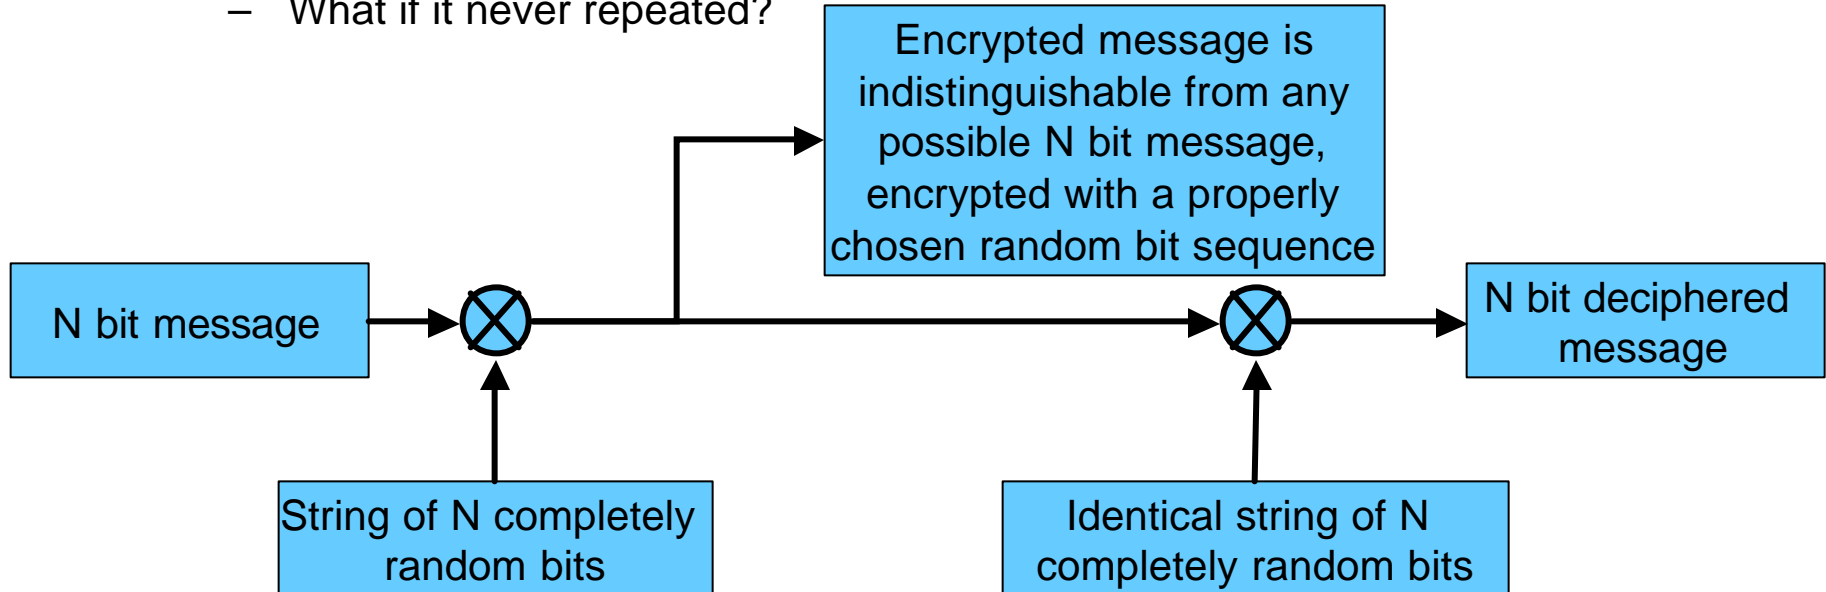 – What if it never repeated?
Encrypted message is
indistinguishable from any
possible N bit message,
encrypted with a properly
chosen random bit sequence
N bit message
N bit deciphered
message
String of N completely
random bits
Identical string of N
completely random bits